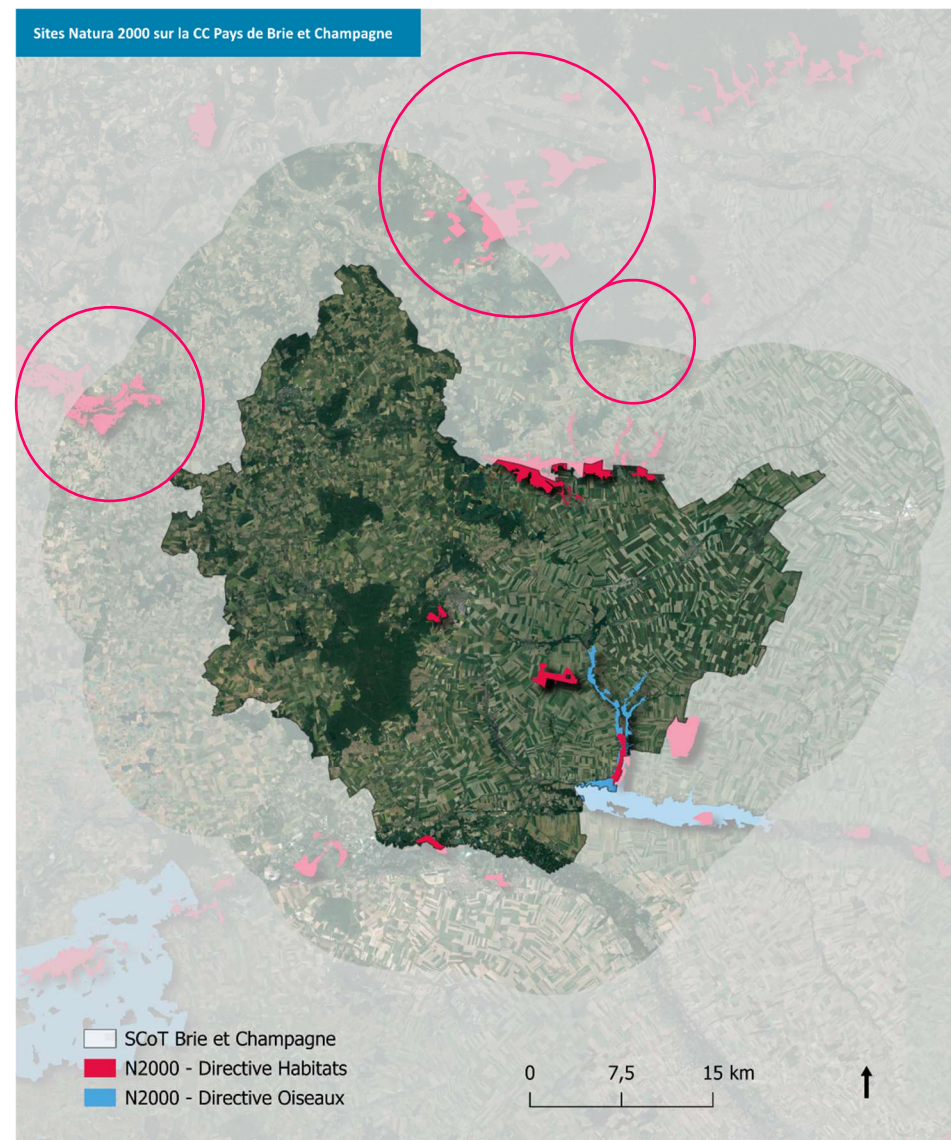 Sites Natura 2000 sur la CC Pays de Brie et Champagne
SCoT Brie et Champagne
N2000 - Directive Habitats
N2000 - Directive Oiseaux
0 7,5 15 km